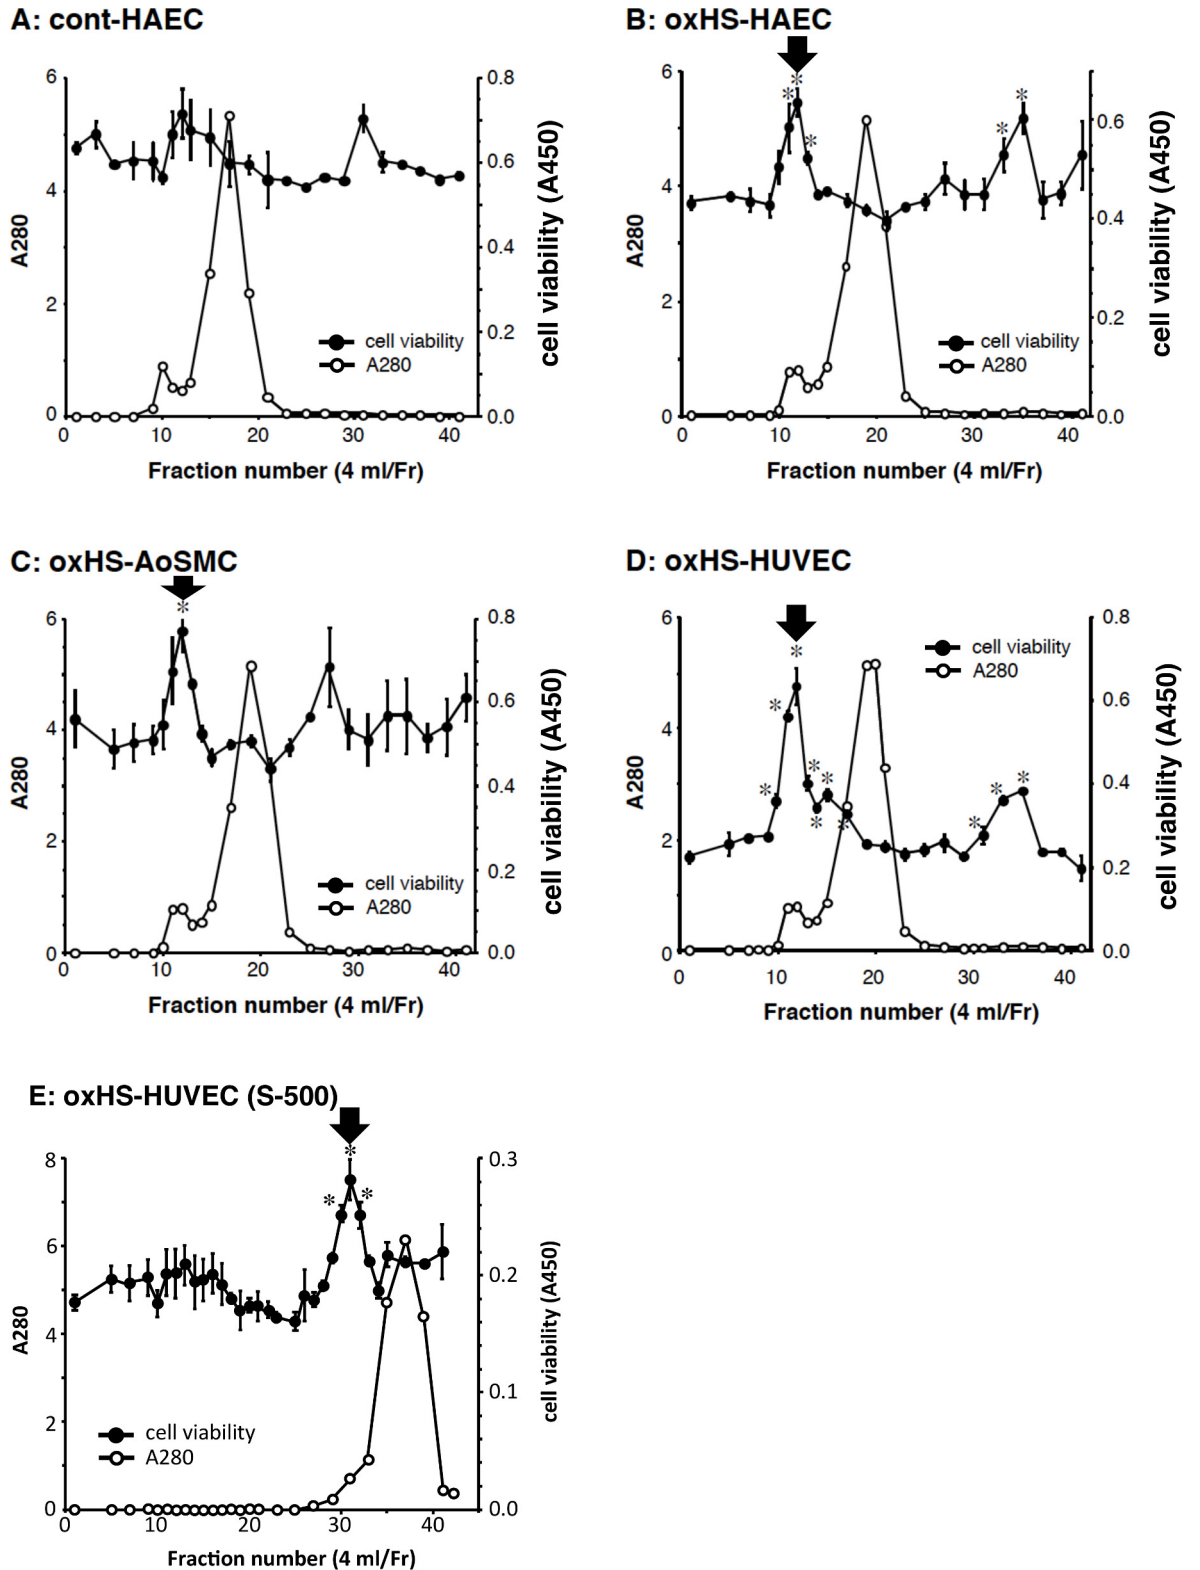 A: cont-HAEC
6
4
2
0
A280
0.8
0.6
0.4
0.2
0.0
cell viability (A450)
cell viability
A280
0 10 20 30 40
Fraction number (4 ml/Fr)
B: oxHS-HAEC
*
* *
*
* *
6
4
2
0
A280
0.6
0.4
0.2
0.0
cell viability (A450)
cell viability
A280
0 10 20 30 40
Fraction number (4 ml/Fr)
C: oxHS-AoSMC
*
6
4
2
0
A280
0.8
0.6
0.4
0.2
0.0
cell viability (A450)
cell viability
A280
0 10 20 30 40
Fraction number (4 ml/Fr)
D: oxHS-HUVEC
*
*
* * *
* *
* * *
6
4
2
0
A280
0.8
0.6
0.4
0.2
0.0
cell viability (A450)
cell viability
A280
0 10 20 30 40
Fraction number (4 ml/Fr)
E: oxHS-HUVEC (S-500)
*
* *
8
6
4
2
0
A280
0.3
0.2
0.1
0.0
cell viability (A450)
cell viability
A280
0 10 20 30 40
Fraction number (4 ml/Fr)